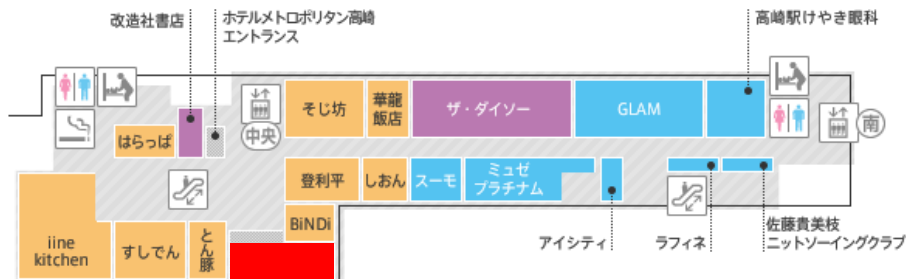 改造社書店
ホテルメトロポリタン高崎
エントランス
高崎駅けやき眼科
そじ坊
華龍
飯店
ザ・ダイソー
GLAM
中央
南
はらっぱ
登利平
しおん
スーモ
ミュゼ
プラチナム
BiNDi
iine
kitchen
すしでん
とん豚
アイシティ
ラフィネ
佐藤貴美枝
ニットソーイングクラブ